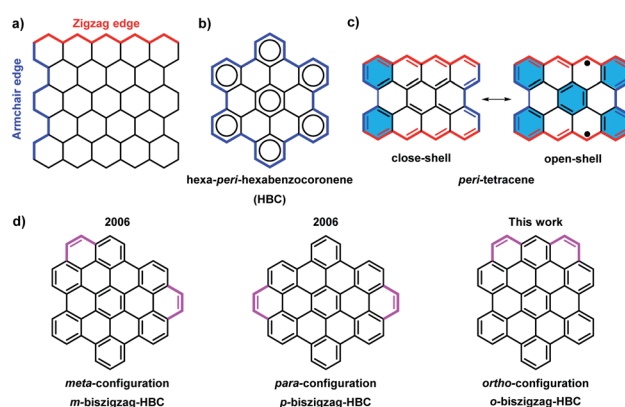 a)
Zigzag edge
Armchair edge
b)
hexa-peri-hexabenzocoronene
(HBC)
c)
close-shell
open-shell
peri-tetracene
d)
2006
meta-configuration
m-biszigzag-HBC
2006
para-configuration
p-biszigzag-HBC
This work
ortho-configuration
o-biszigzag-HBC